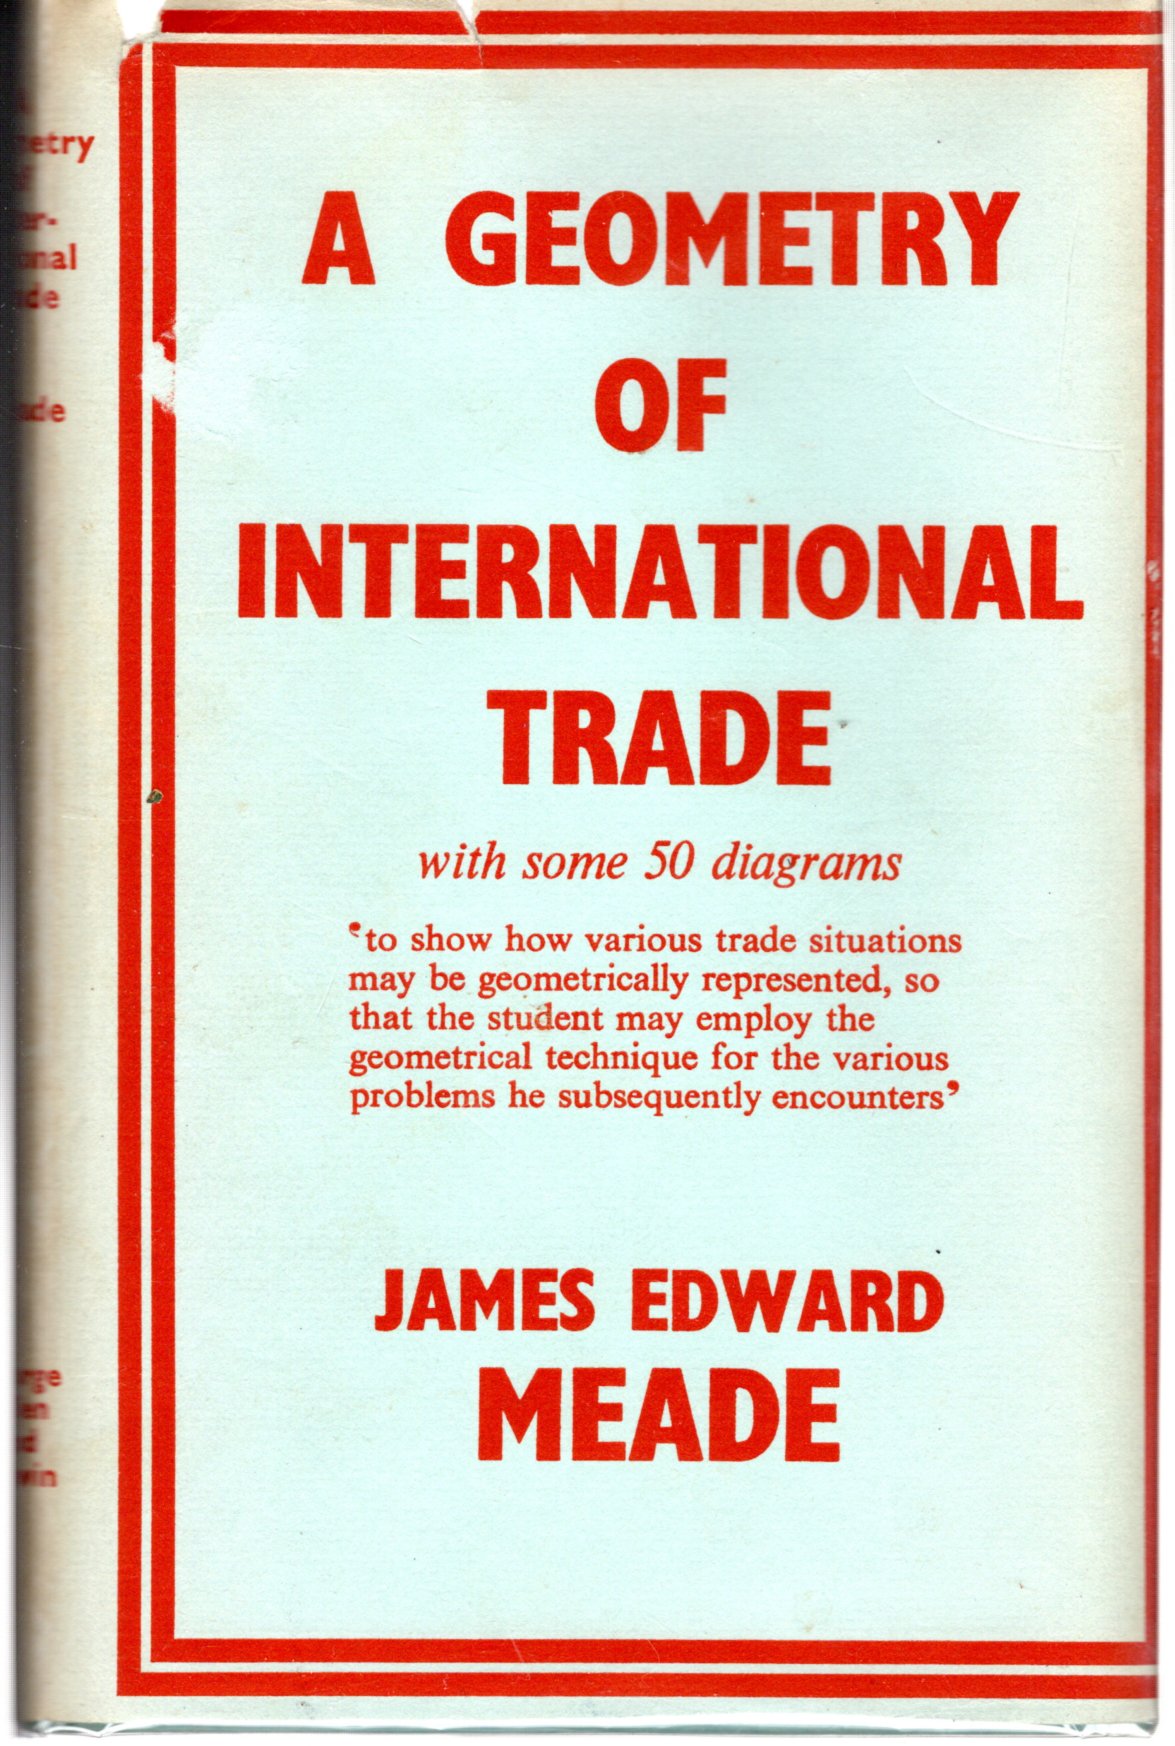 A GEOMETRY
OF
INTERNATIONAL
TRADE
with some 50 diagrams
‘to show how various trade situations
may be geometrically represented, so
that the student may employ the
geometrical technique for the various
problems he subsequently encounters’
JAMES EDWARD
MEADE